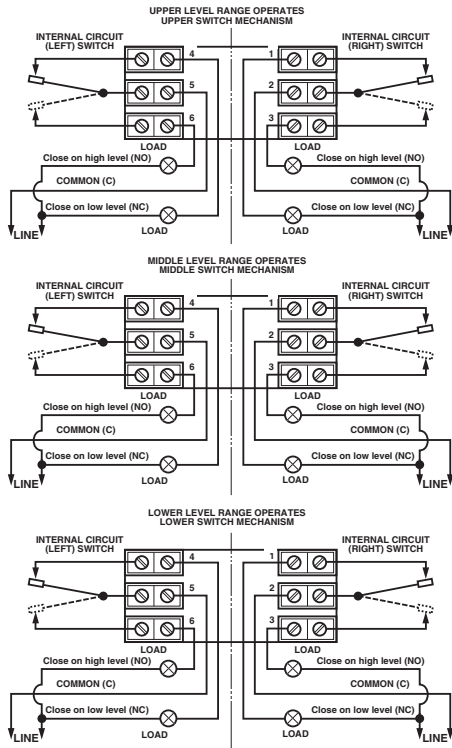 UPPER LEVEL RANGE OPERATES
UPPER SWITCH MECHANISM
INTERNAL CIRCUIT
(LEFT) SWITCH
INTERNAL CIRCUIT
(RIGHT) SWITCH
4
1
5
2
6
3
LOAD
LOAD
Close on high level (NO)
Close on high level (NO)
COMMON (C)
COMMON (C)
Close on low level (NC)
Close on low level (NC)
LINE
LOAD
LOAD
LINE
MIDDLE LEVEL RANGE OPERATES
MIDDLE SWITCH MECHANISM
INTERNAL CIRCUIT
(LEFT) SWITCH
INTERNAL CIRCUIT
(RIGHT) SWITCH
4
1
5
2
6
3
LOAD
LOAD
Close on high level (NO)
Close on high level (NO)
COMMON (C)
COMMON (C)
Close on low level (NC)
Close on low level (NC)
LINE
LOAD
LOAD
LINE
LOWER LEVEL RANGE OPERATES
LOWER SWITCH MECHANISM
INTERNAL CIRCUIT
(LEFT) SWITCH
INTERNAL CIRCUIT
(RIGHT) SWITCH
4
1
5
2
6
3
LOAD
LOAD
Close on high level (NO)
Close on high level (NO)
COMMON (C)
COMMON (C)
Close on low level (NC)
Close on low level (NC)
LINE
LOAD
LOAD
LINE